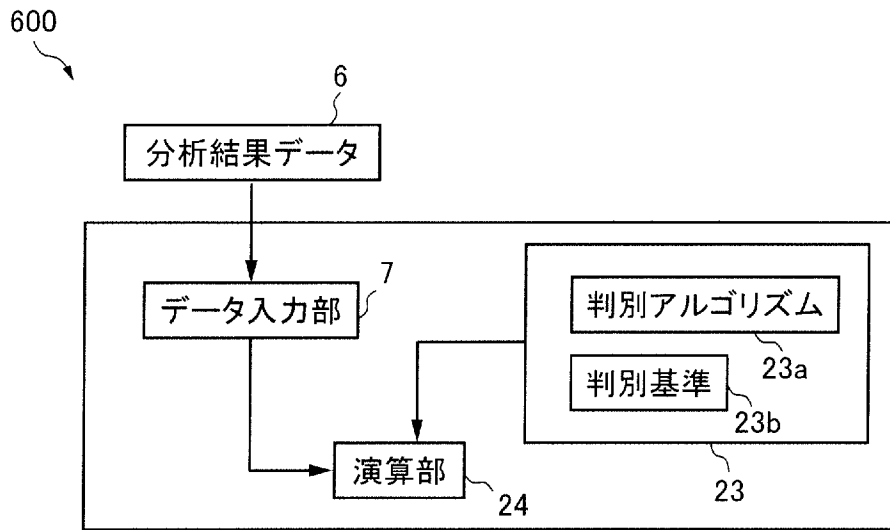 600
6
分析結果データ
7
データ入力部
判別アルゴリズム
23a
判別基準
23b
演算部
24
23